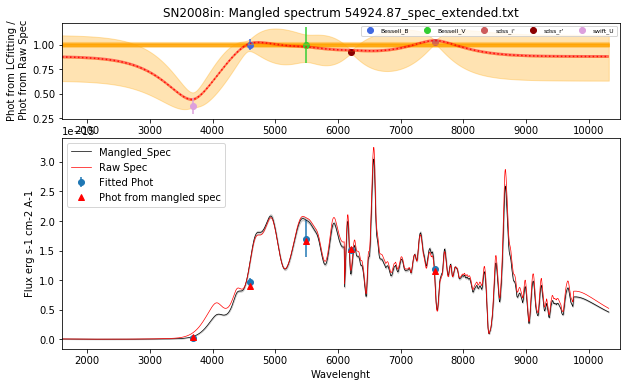 SN2008in: Mangled spectrum 54924.87_spec_extended.txt
Phot from LCfitting /
Phot from Raw Spec
1.00
0.75
0.50
0.25
Bessell_B
Bessell_V
sdss_i'
sdss_r'
swift_U
2000 3000 4000 5000 6000 7000 8000 9000 10000
Flux erg s-1 cm-2 A-1
3.0
2.5
2.0
1.5
1.0
0.5
0.0
Mangled_Spec
Raw Spec
Fitted Phot
Phot from mangled spec
2000 3000 4000 5000 6000 7000 8000 9000 10000
Wavelenght